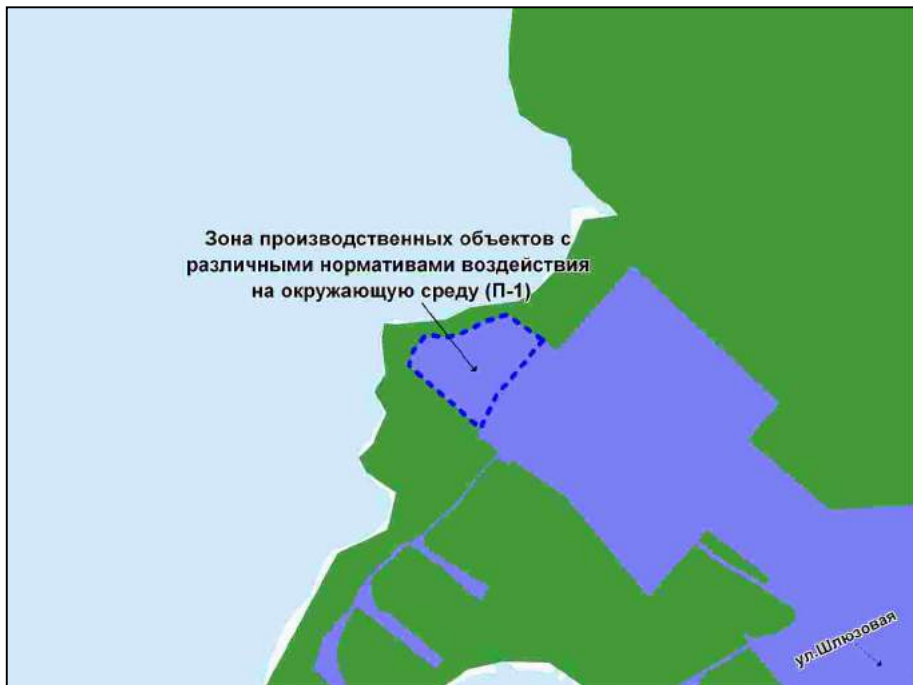 Зона производственных объектов с
различными нормативами воздействия
на окружающую среду (П-1)
ул.Шлюзовая